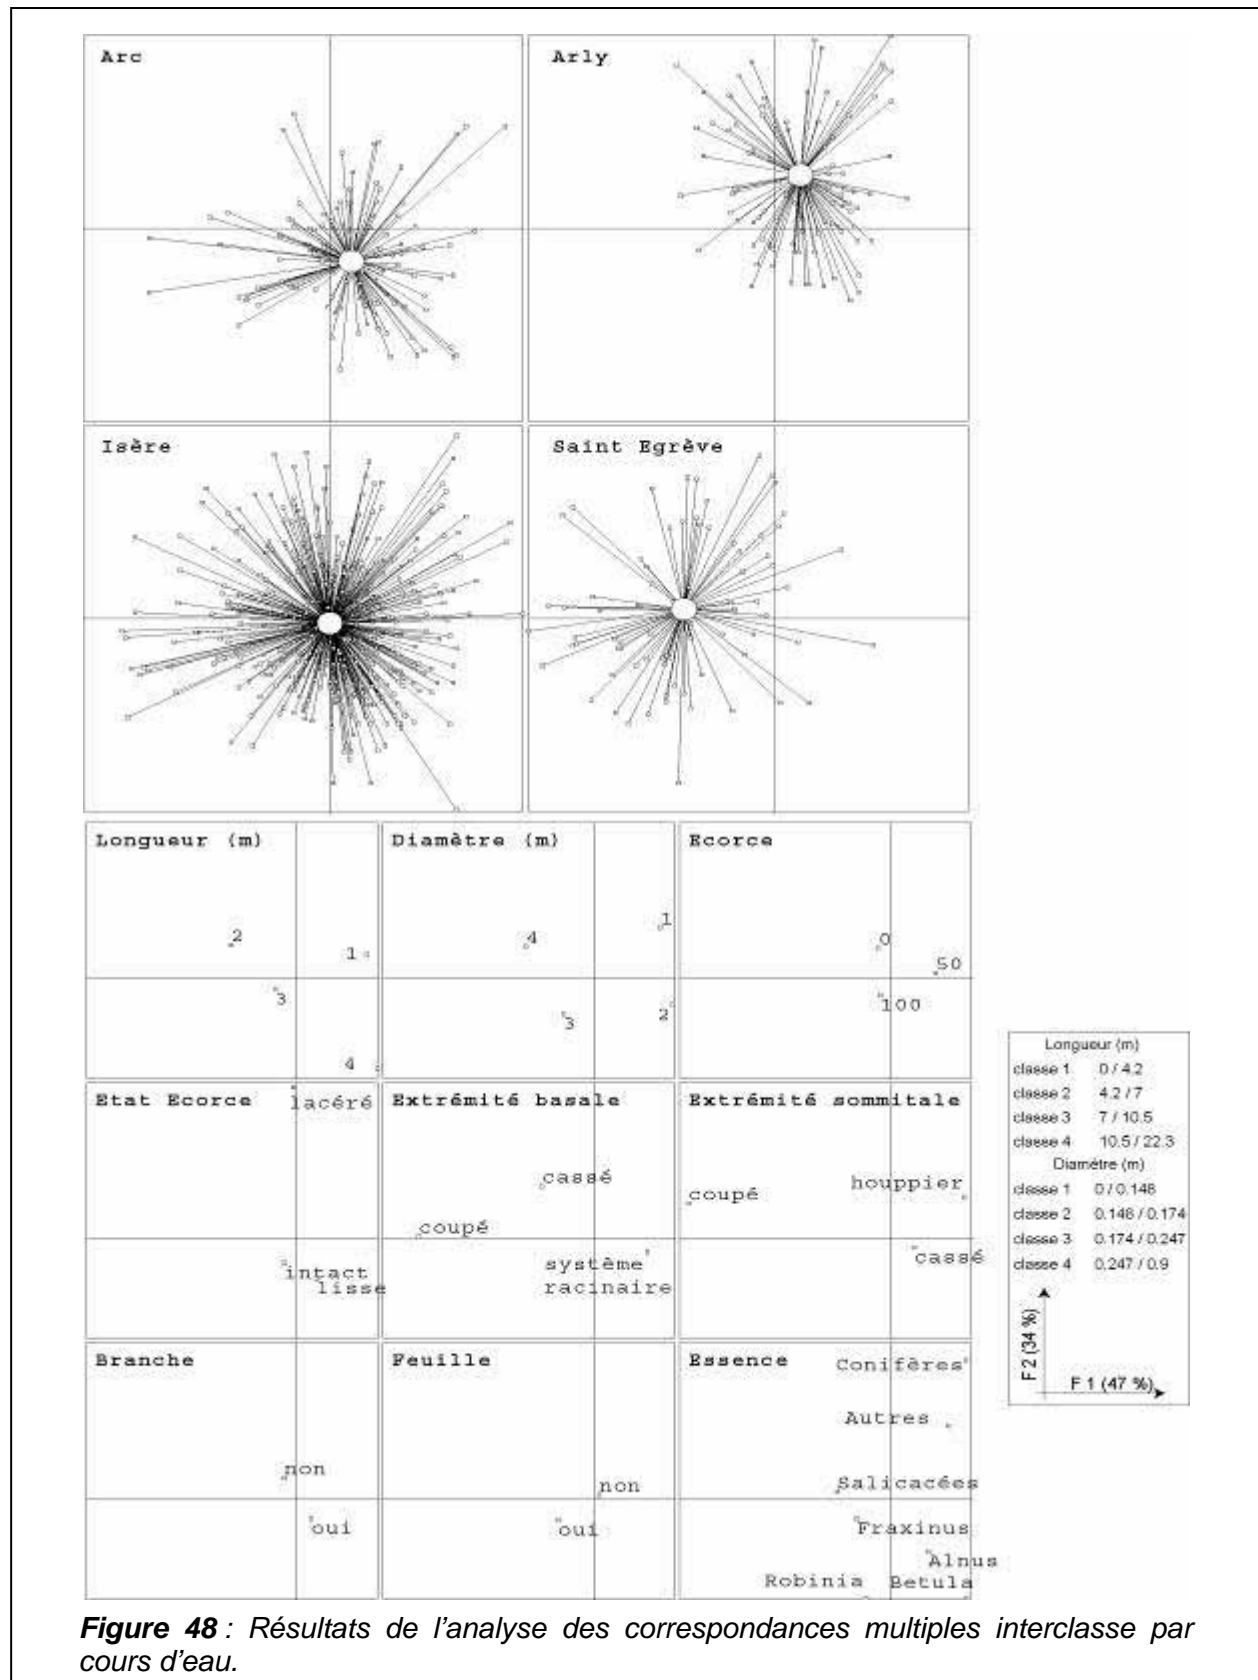 Arc
Arly
Isère
Saint Egrève
Longueur (m)
2
1
3
4
Diamètre (m)
1
4
2
3
Ecorce
0
50
100
Etat Ecorce
lacéré
intact
lisse
Extrémité basale
cassé
coupé
système
racinaire
Extrémité sommitale
houppier
coupé
cassé
Branche
non
oui
Feuille
non
oui
Essence
Conifères
Autres
Salicacées
Fraxinus
Alnus
Robinia Betula
Longueur (m)
classe 1 0 / 4.2
classe 2 4.2 / 7
classe 3 7 / 10.5
classe 4 10.5 / 22.3
Diamètre (m)
classe 1 0 / 0.148
classe 2 0.148 / 0.174
classe 3 0.174 / 0.247
classe 4 0.247 / 0.9
F 2 (34 %)
F 1 (47 %)
Figure 48 : Résultats de l'analyse des correspondances multiples interclasse par
cours d'eau.